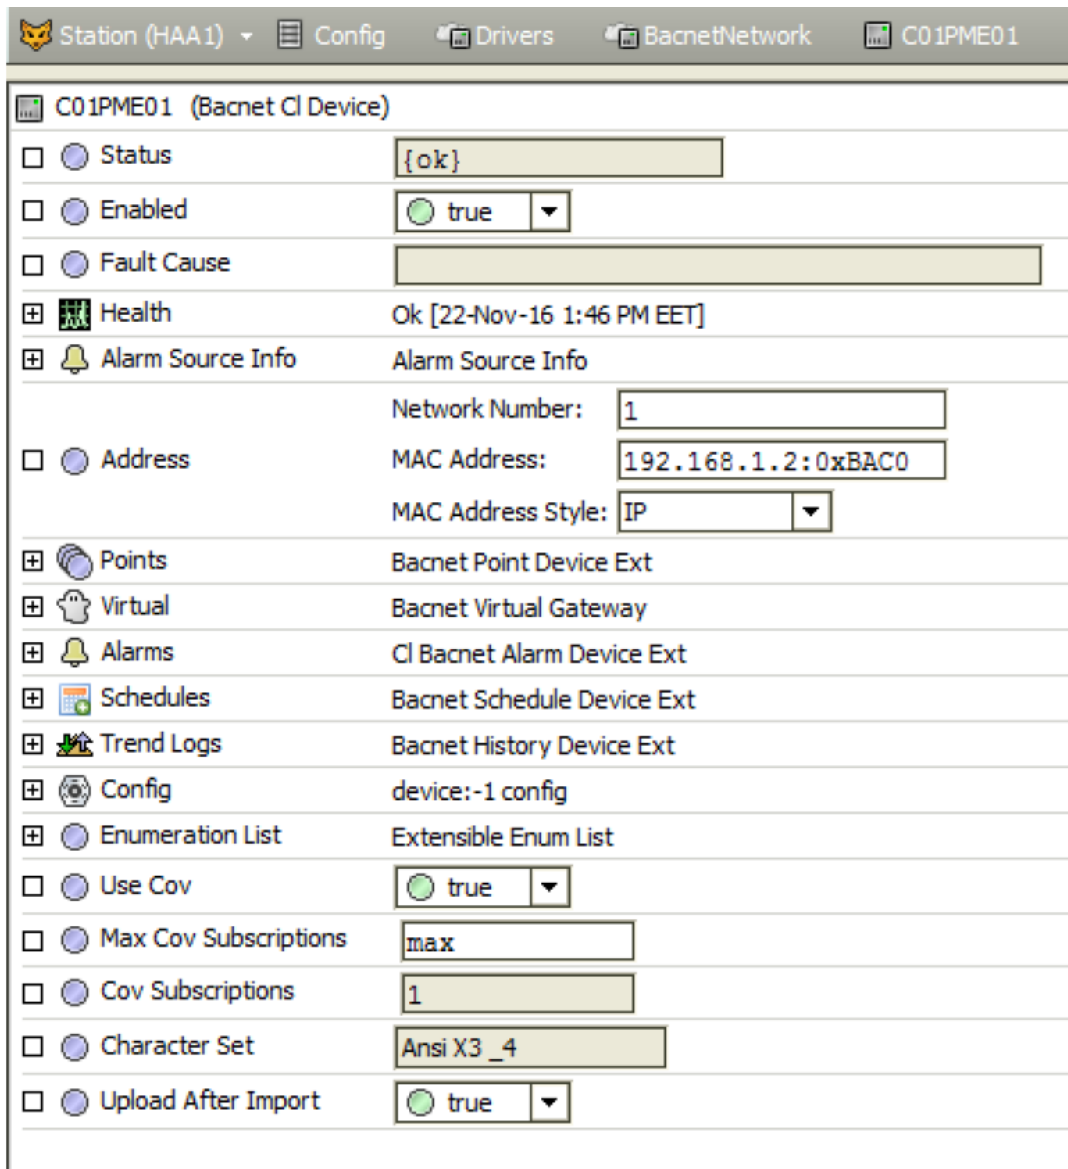 Station (HAA1) Config Drivers BacnetNetwork C01PME01
C01PME01 (Bacnet Cl Device)
Status {ok}
Enabled true
Fault Cause
Health Ok [22-Nov-16 1:46 PM EET]
Alarm Source Info Alarm Source Info
Network Number: 1
Address MAC Address: 192.168.1.2:0xBAC0
MAC Address Style: IP
Points Bacnet Point Device Ext
Virtual Bacnet Virtual Gateway
Alarms Cl Bacnet Alarm Device Ext
Schedules Bacnet Schedule Device Ext
Trend Logs Bacnet History Device Ext
Config device:-1 config
Enumeration List Extensible Enum List
Use Cov true
Max Cov Subscriptions max
Cov Subscriptions 1
Character Set Ansi X3 _4
Upload After Import true